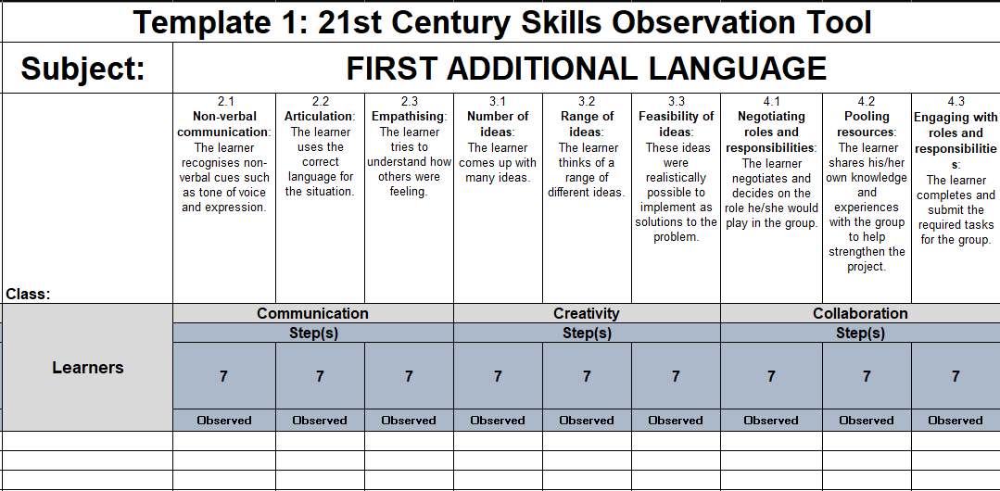 Template 1: 21st Century Skills Observation Tool
Subject:
FIRST ADDITIONAL LANGUAGE
2.1
Non-verbal
communication:
The learner
recognises non-
verbal cues such
as tone of voice
and expression.
2.2
Articulation:
The learner
uses the
correct
language for
the situation.
2.3
Empathising:
The learner
tries to
understand how
others were
feeling.
3.1
Number of
ideas:
The learner
comes up with
many ideas.
3.2
Range of
ideas:
The learner
thinks of a
range of
different ideas.
3.3
Feasibility of
ideas:
These ideas
were
realistically
possible to
implement as
solutions to the
problem.
4.1
Negotiating
roles and
responsibilities:
The learner
negotiates and
decides on the
role he/she would
play in the group.
4.2
Pooling
resources:
The learner
shares his/her
own knowledge
and
experiences
with the group
to help
strengthen the
project.
4.3
Engaging with
roles and
responsibilitie
s:
The learner
completes and
submit the
required tasks
for the group.
Class:
Learners
Communication
Creativity
Collaboration
Step(s)
Step(s)
Step(s)
7
7
7
7
7
7
7
7
7
Observed
Observed
Observed
Observed
Observed
Observed
Observed
Observed
Observed